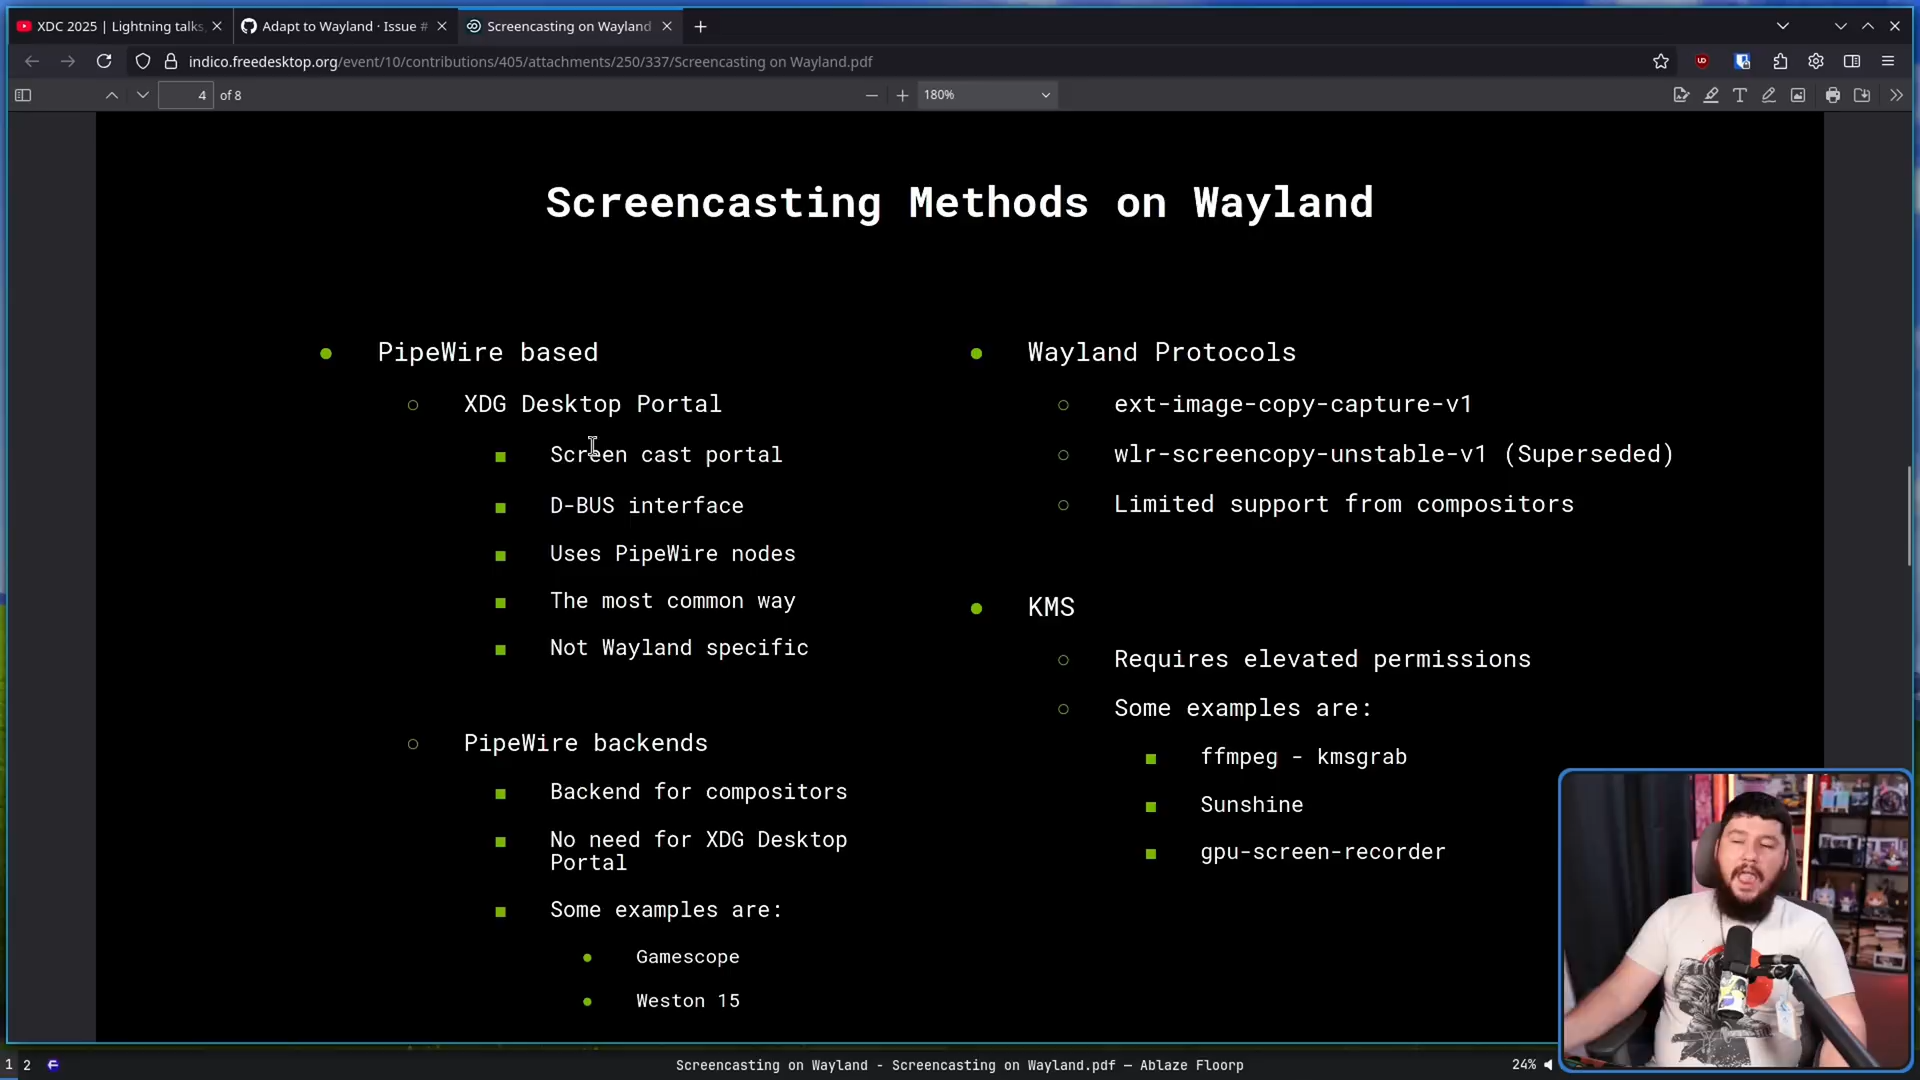 XDC 2025 | Lightning talks,
Adapt to Wayland · Issue #
Screencasting on Wayland
indico.freedesktop.org/event/10/contributions/405/attachments/250/337/Screencasting on Wayland.pdf
4 of 8
180%
Screencasting Methods on Wayland
PipeWire based
XDG Desktop Portal
Screen cast portal
D-BUS interface
Uses PipeWire nodes
The most common way
Not Wayland specific
PipeWire backends
Backend for compositors
No need for XDG Desktop
Portal
Some examples are:
Gamescope
Weston 15
Wayland Protocols
ext-image-copy-capture-v1
wlr-screencopy-unstable-v1 (Superseded)
Limited support from compositors
KMS
Requires elevated permissions
Some examples are:
ffmpeg - kmsgrab
Sunshine
gpu-screen-recorder
1 2
Screencasting on Wayland - Screencasting on Wayland.pdf — Ablaze Floorp
24%